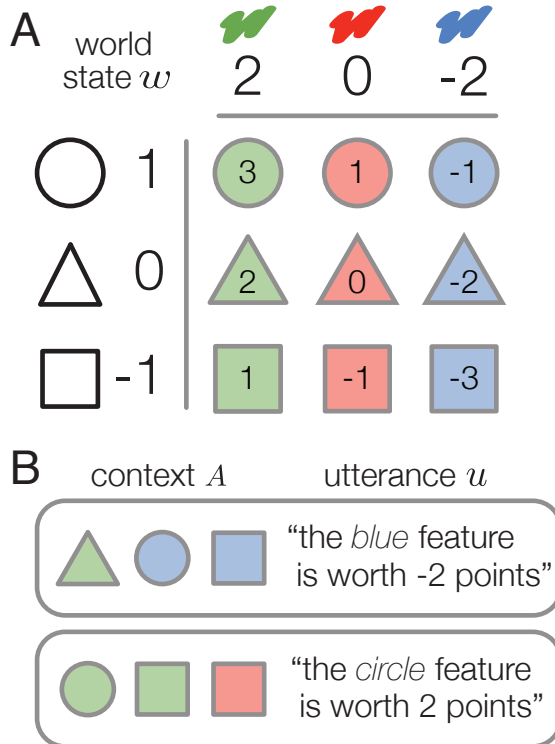 A
world
state w
2 0 -2
1 3 1 -1
0 2 0 -2
-1 1 -1 -3
B
context A utterance u
“the blue feature
is worth -2 points”
“the circle feature
is worth 2 points”